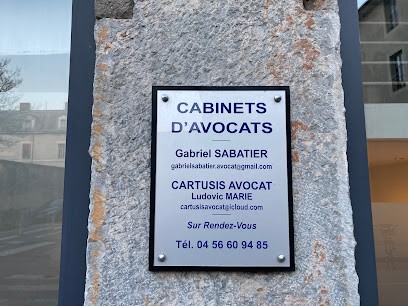 CABINETS
D'AVOCATS
Gabriel SABATIER
gabrielsabatier.avocat@gmail.com
CARTUSIS AVOCAT
Ludovic MARIE
cartusisavocat@icloud.com
Sur Rendez-Vous
Tél. 04 56 60 94 85